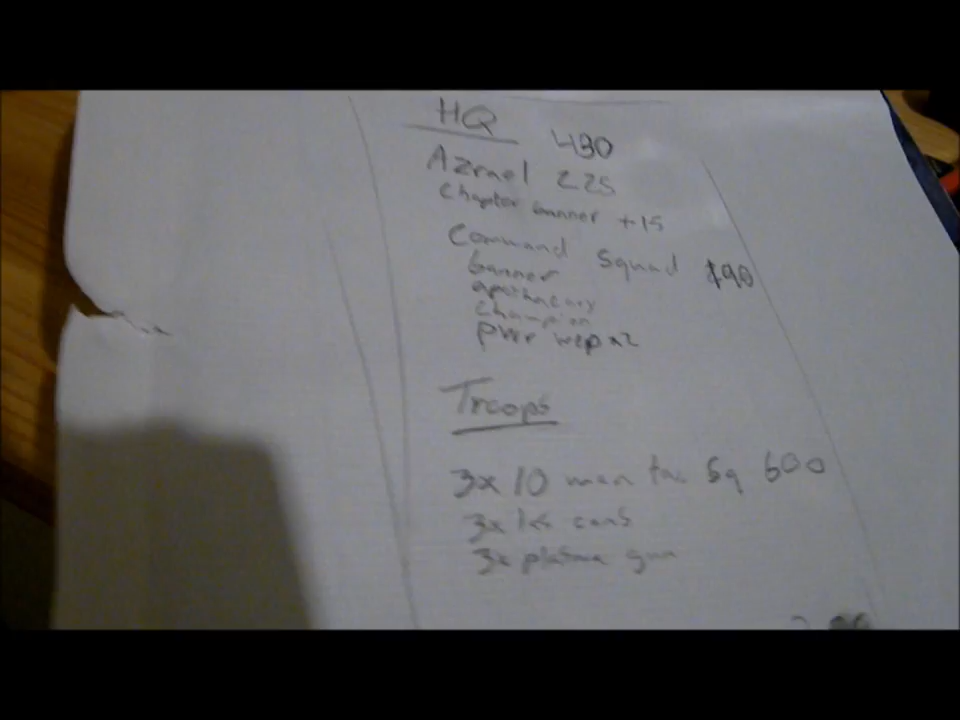 HQ 430
Azrael 225
Chapter banner +15
Command Squad 190
banner
apothecary
champion
pwr wep x2
Troops
3x 10 man tac Sq 600
3x las cans
3x plasma gun